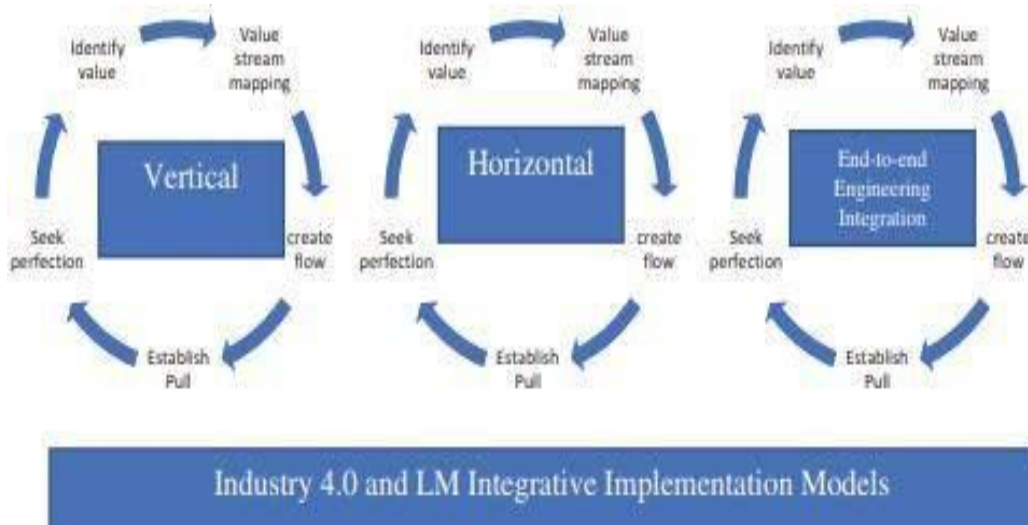 Identify
value
Value
stream
mapping
Vertical
Seek
perfection
create
flow
Establish
Pull
Identify
value
Value
stream
mapping
Horizontal
Seek
perfection
create
flow
Establish
Pull
Identify
value
Value
stream
mapping
End-to-end
Engineering
Integration
Seek
perfection
create
flow
Establish
Pull
Industry 4.0 and LM Integrative Implementation Models